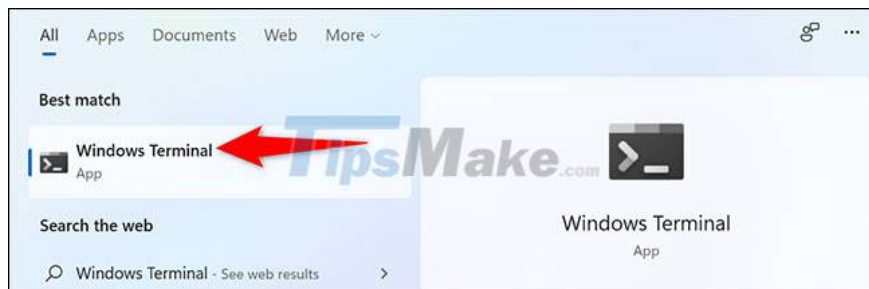 All Apps Documents Web More
Best match
Windows Terminal
App
TipsMake.com
Windows Terminal
App
Search the web
Windows Terminal - See web results